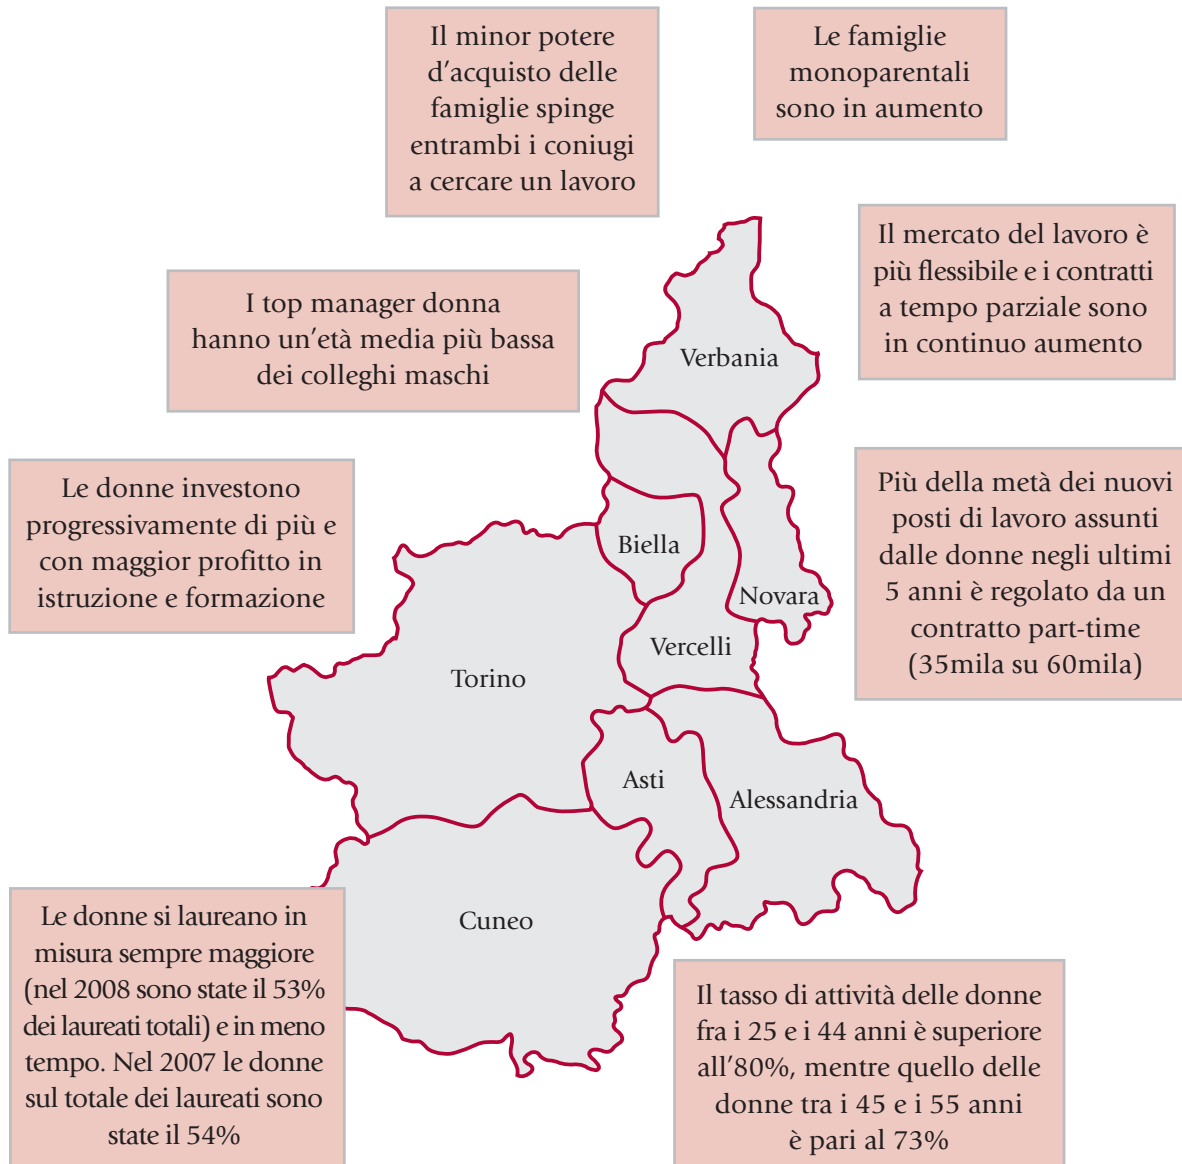 Il minor potere
d'acquisto delle
famiglie spinge
entrambi i coniugi
a cercare un lavoro
Le famiglie
monoparentali
sono in aumento
Il mercato del lavoro è
più flessibile e i contratti
a tempo parziale sono
in continuo aumento
I top manager donna
hanno un'età media più bassa
dei colleghi maschi
Verbania
Le donne investono
progressivamente di più e
con maggior profitto in
istruzione e formazione
Più della metà dei nuovi
posti di lavoro assunti
dalle donne negli ultimi
5 anni è regolato da un
contratto part-time
(35mila su 60mila)
Biella
Novara
Vercelli
Torino
Asti
Alessandria
Cuneo
Le donne si laureano in
misura sempre maggiore
(nel 2008 sono state il 53%
dei laureati totali) e in meno
tempo. Nel 2007 le donne
sul totale dei laureati sono
state il 54%
Il tasso di attività delle donne
fra i 25 e i 44 anni è superiore
all'80%, mentre quello delle
donne tra i 45 e i 55 anni
è pari al 73%